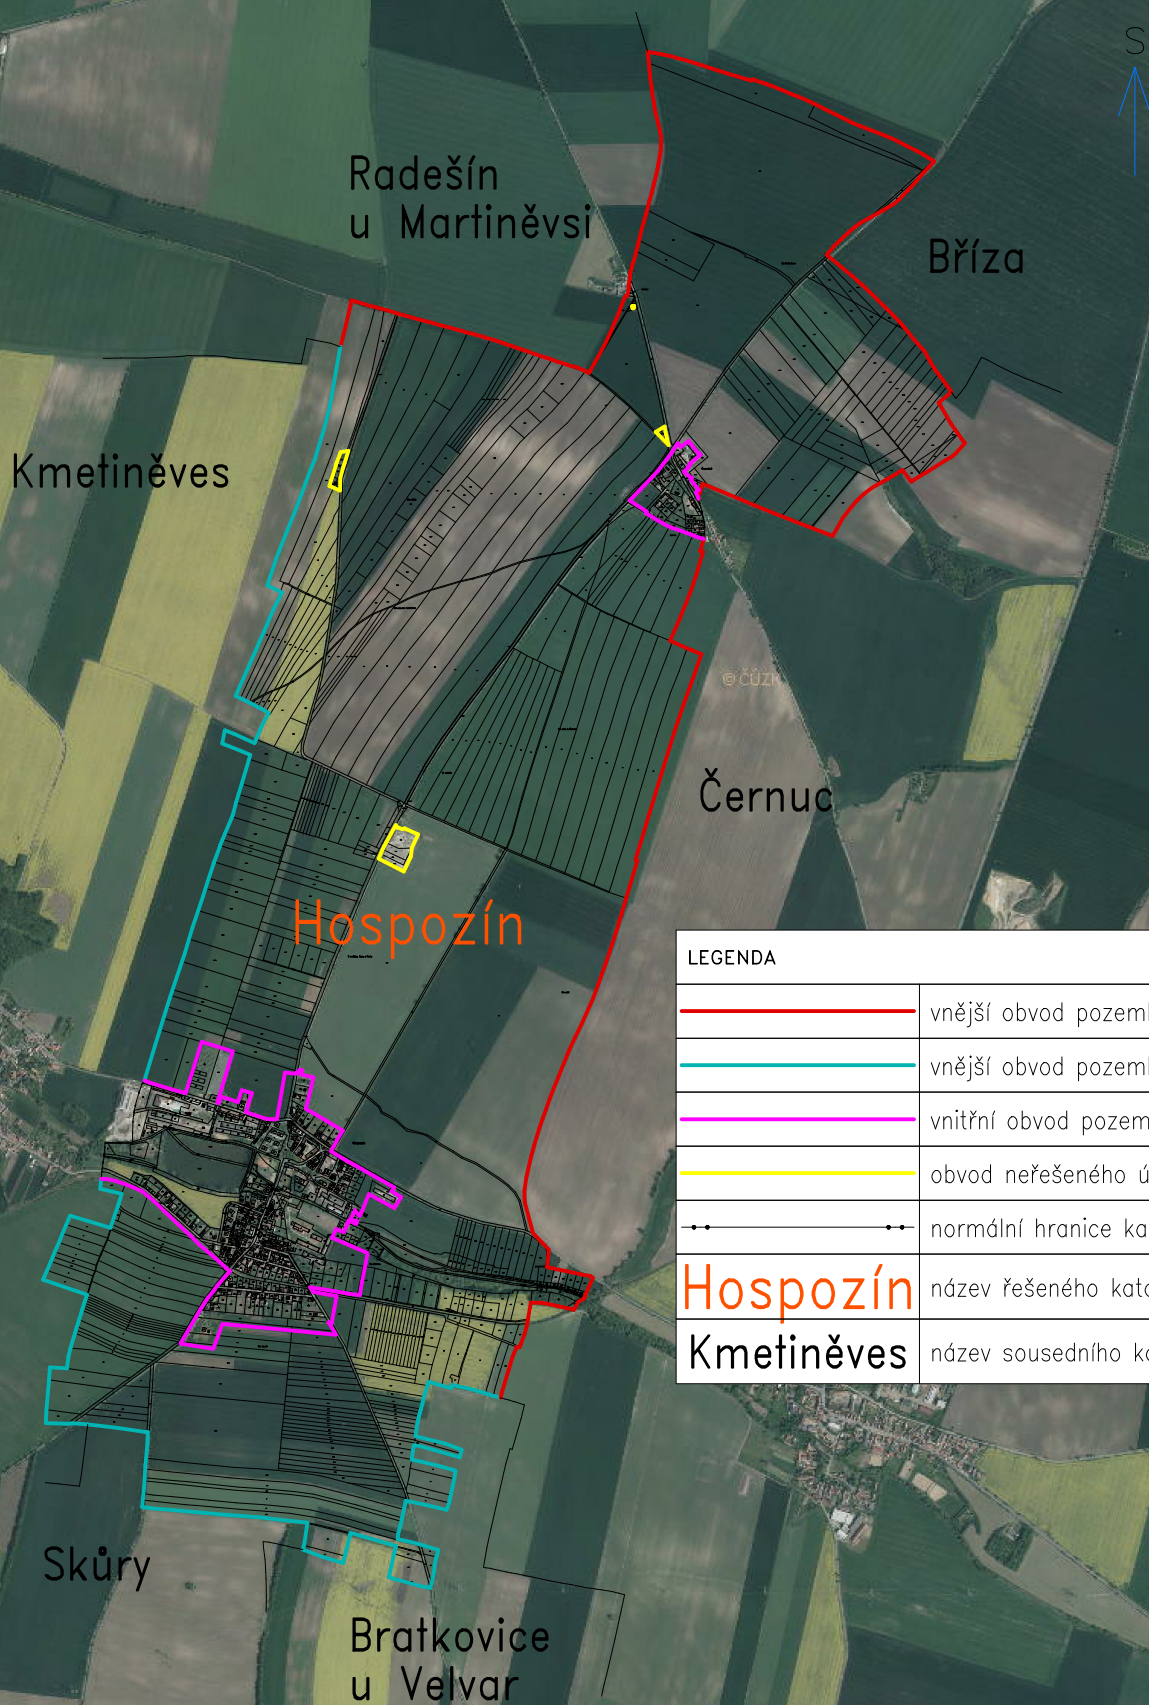 S
Radešín
u Martiněvsi
Bříza
Kmetiněves
© ČÚZK
Černuc
Hospozín
LEGENDA
vnější obvod pozem
vnější obvod pozem
vnitřní obvod pozem
obvod neřešeného ú
normální hranice ka
Hospozín název řešeného kat
Kmetiněves název sousedního k
Skůry
Bratkovice
u Velvar